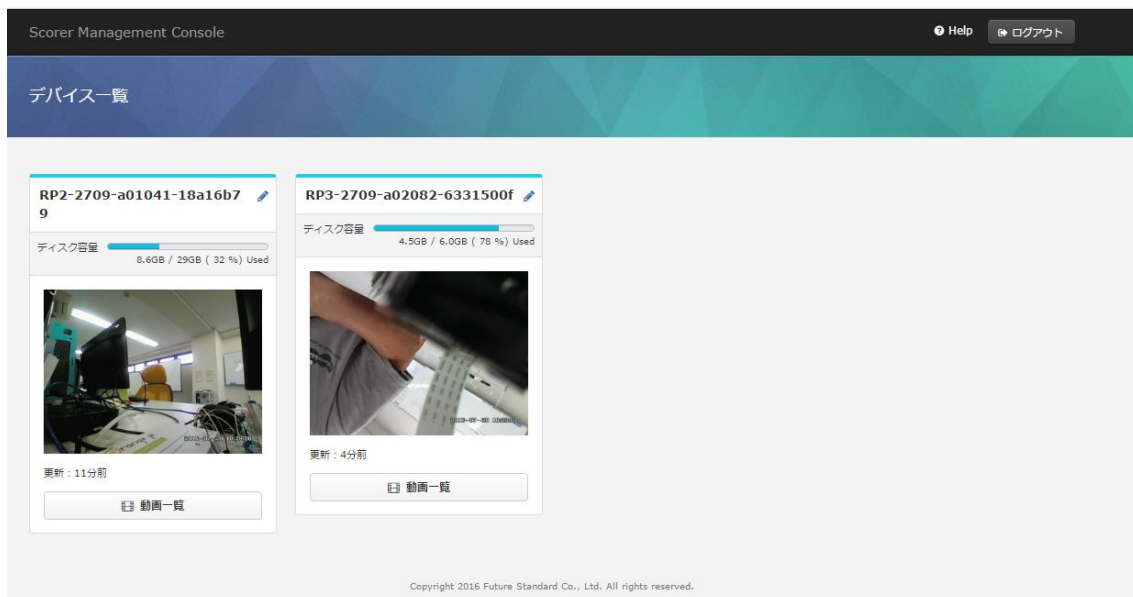 Scorer Management Console
Help
ログアウト
デバイス一覧
RP2-2709-a01041-18a16b7
9
ディスク容量
8.6GB / 29GB ( 32 %) Used
更新：11分前
動画一覧
RP3-2709-a02082-6331500f
ディスク容量
4.5GB / 6.0GB ( 78 %) Used
更新：4分前
動画一覧
Copyright 2016 Future Standard Co., Ltd. All rights reserved.